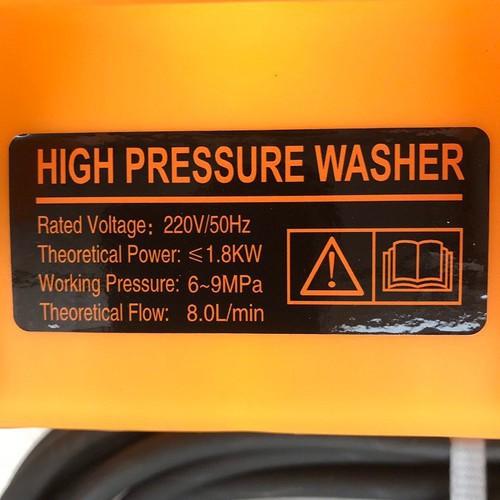 HIGH PRESSURE WASHER
Rated Voltage: 220V/50Hz
Theoretical Power: ≤1.8KW
Working Pressure: 6~9MPa
Theoretical Flow: 8.0L/min